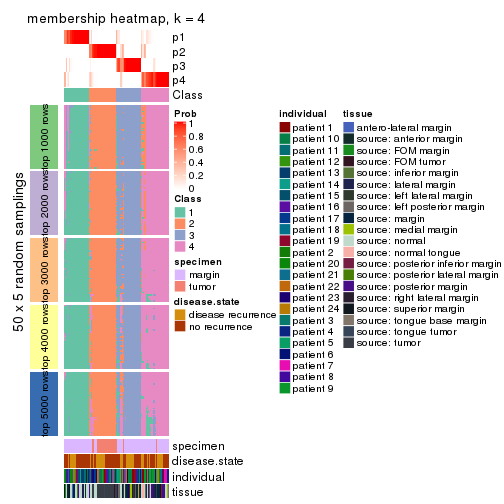 membership heatmap, k = 4
p1
p2
p3
p4
Class
50 x 5 random samplings
top 1000 rows
top 2000 rows
top 3000 rows
top 4000 rows
top 5000 rows
specimen
disease.state
individual
tissue
Prob
1
0.8
0.6
0.4
0.2
0
Class
1
2
3
4
specimen
margin
tumor
disease.state
disease recurrence
no recurrence
individual
patient 1
patient 10
patient 11
patient 12
patient 13
patient 14
patient 15
patient 16
patient 17
patient 18
patient 19
patient 2
patient 20
patient 21
patient 22
patient 23
patient 24
patient 3
patient 4
patient 5
patient 6
patient 7
patient 8
patient 9
tissue
antero-lateral margin
source: anterior margin
source: FOM margin
source: FOM tumor
source: inferior margin
source: lateral margin
source: left lateral margin
source: left posterior margin
source: margin
source: medial margin
source: normal
source: normal tongue
source: posterior inferior margin
source: posterior lateral margin
source: posterior margin
source: right lateral margin
source: superior margin
source: tongue base margin
source: tongue tumor
source: tumor